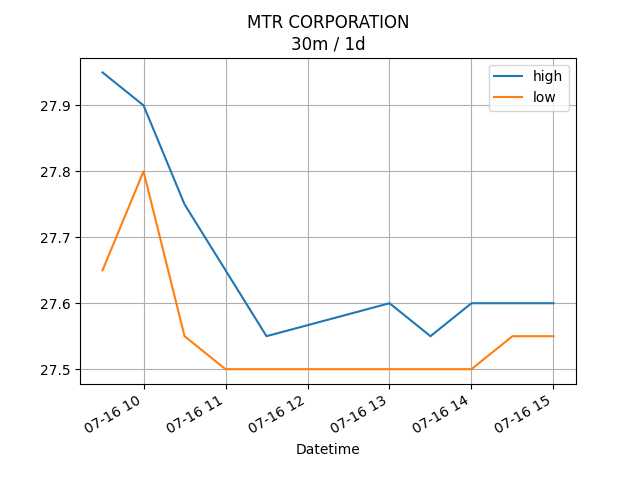 MTR CORPORATION
30m / 1d
high
low
27.9
27.8
27.7
27.6
27.5
07-16 10
07-16 11
07-16 12
07-16 13
07-16 14
07-16 15
Datetime